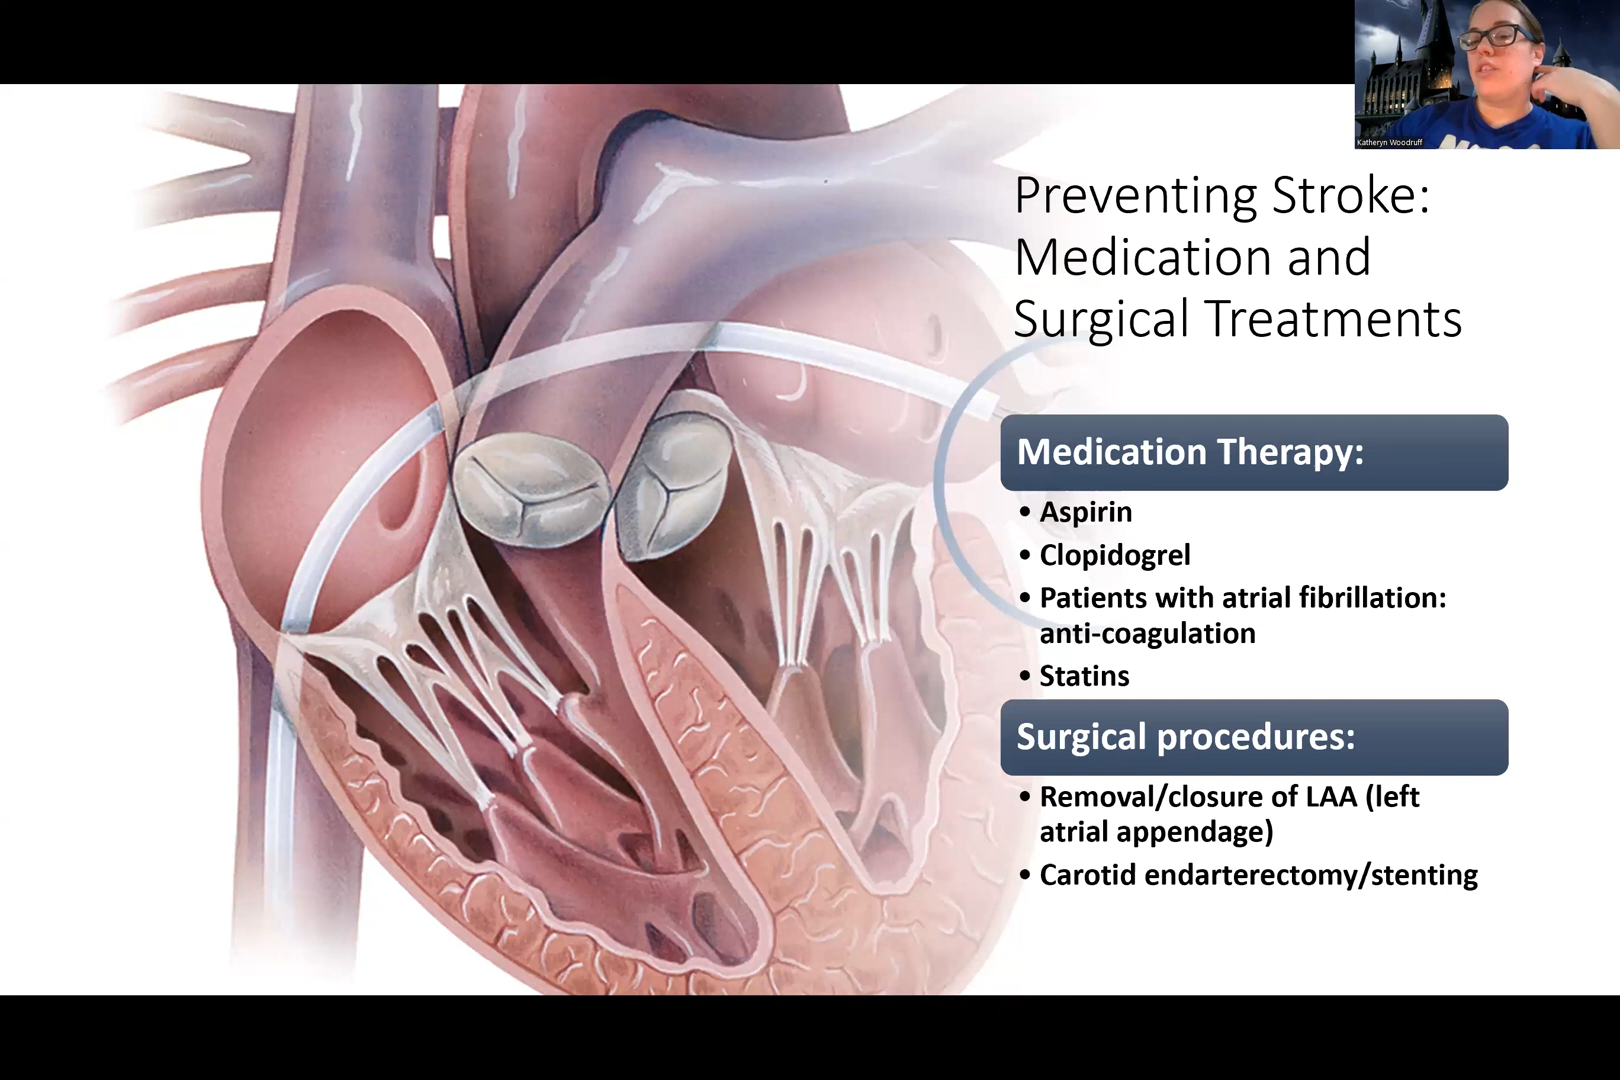 Katheryn Woodruff
Preventing Stroke:
Medication and
Surgical Treatments
Medication Therapy:
• Aspirin
• Clopidogrel
• Patients with atrial fibrillation:
anti-coagulation
• Statins
Surgical procedures:
• Removal/closure of LAA (left
atrial appendage)
• Carotid endarterectomy/stenting